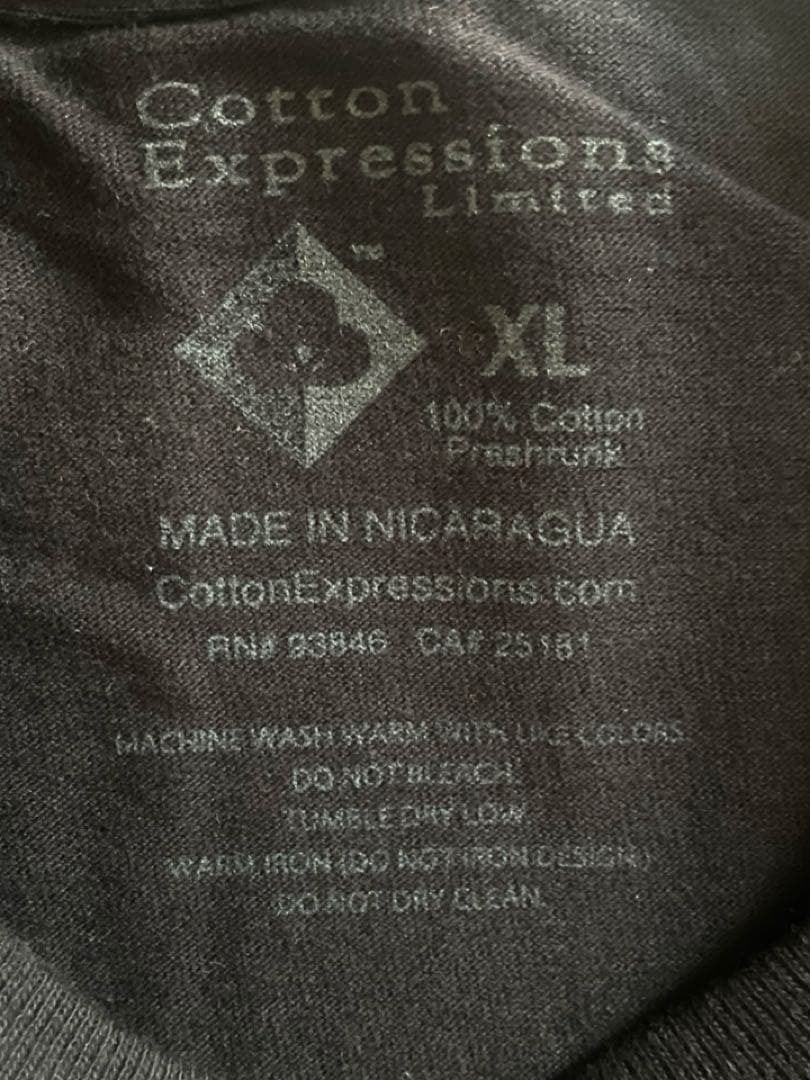 Cotton
Expressions
Limited
™
XL
100% Cotton
Preshrunk
MADE IN NICARAGUA
CottonExpressions.com
RN# 93846 CA# 25181
MACHINE WASH WARM WITH LIKE COLORS.
DO NOT BLEACH.
TUMBLE DRY LOW.
WARM IRON (DO NOT IRON DESIGN.)
DO NOT DRY CLEAN.